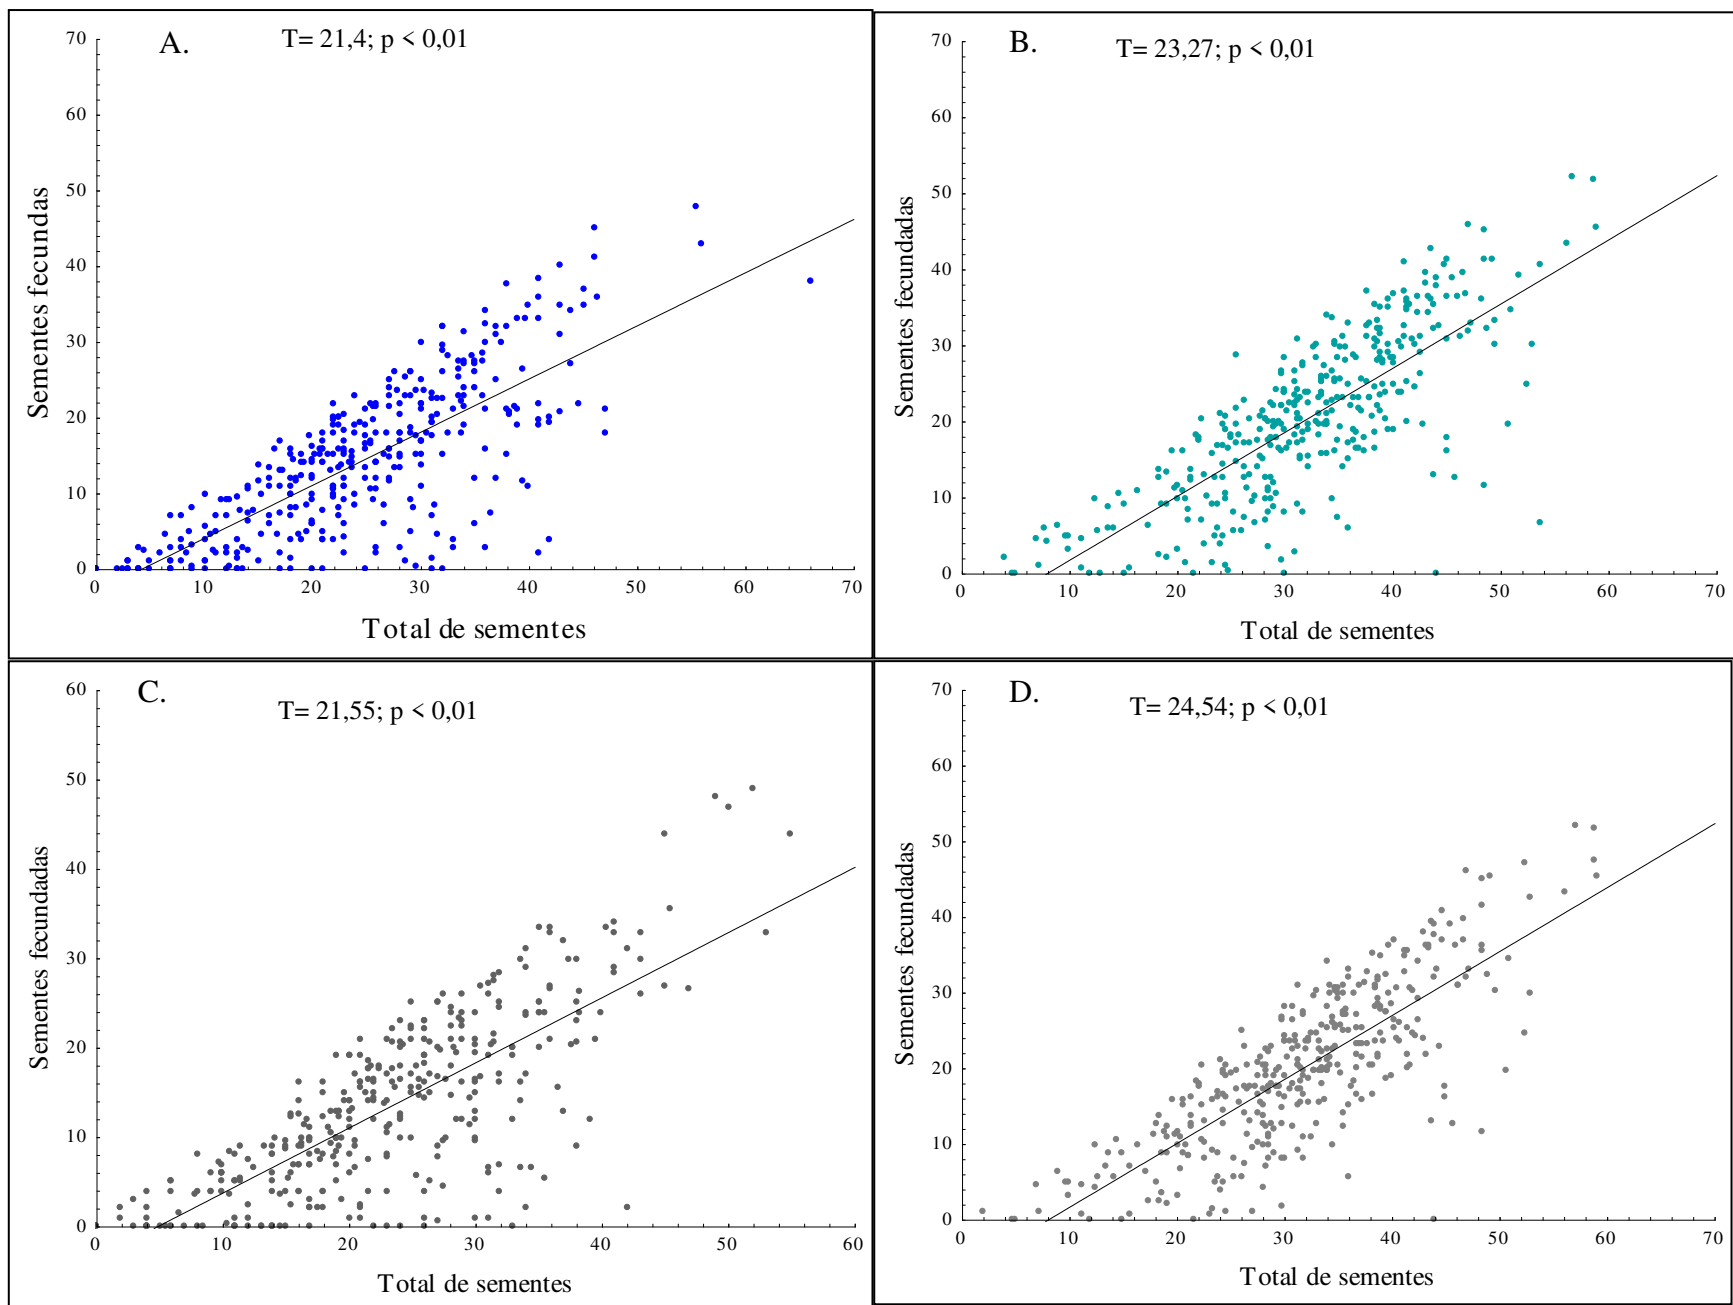 A.
T= 21,4; p < 0,01
70
60
50
40
30
20
10
0
Sementes fecundas
0 10 20 30 40 50 60 70
Total de sementes
B.
T= 23,27; p < 0,01
70
60
50
40
30
20
10
0
Sementes fecundadas
0 10 20 30 40 50 60 70
Total de sementes
C.
T= 21,55; p < 0,01
60
50
40
30
20
10
0
Sementes fecundadas
0 10 20 30 40 50 60
Total de sementes
D.
T= 24,54; p < 0,01
70
60
50
40
30
20
10
0
Sementes fecundadas
0 10 20 30 40 50 60 70
Total de sementes